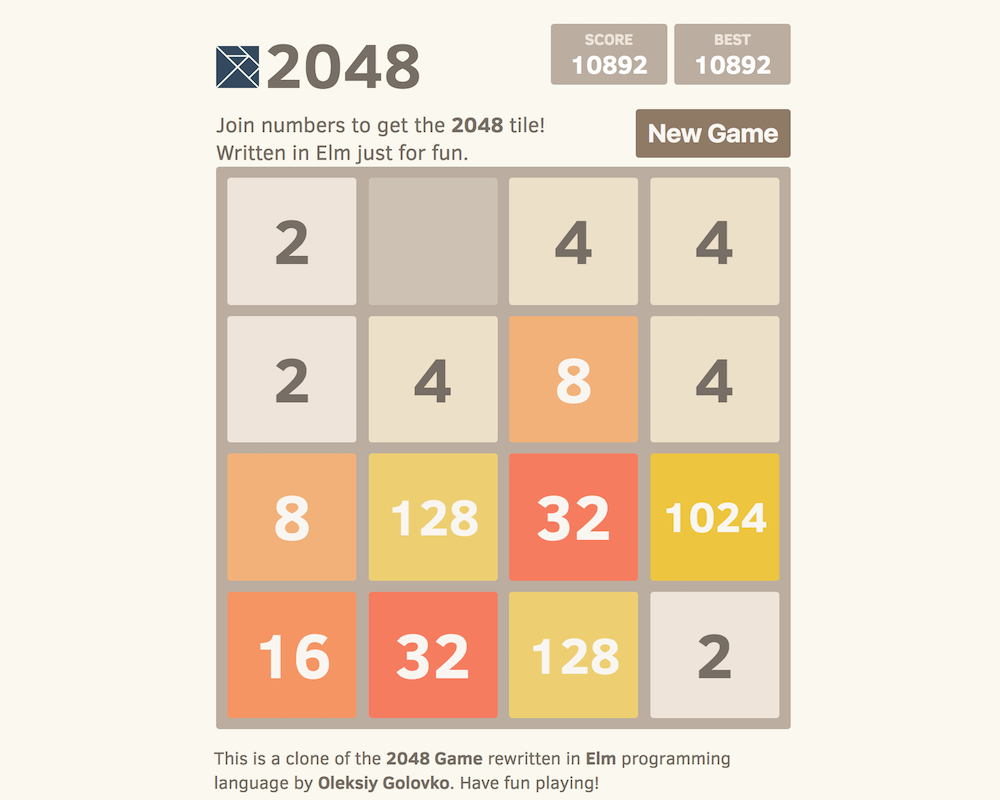 2048
SCORE
10892
BEST
10892
Join numbers to get the 2048 tile!
Written in Elm just for fun.
New Game
2 4 4
2 4 8 4
8 128 32 1024
16 32 128 2
This is a clone of the 2048 Game rewritten in Elm programming
language by Oleksiy Golovko. Have fun playing!